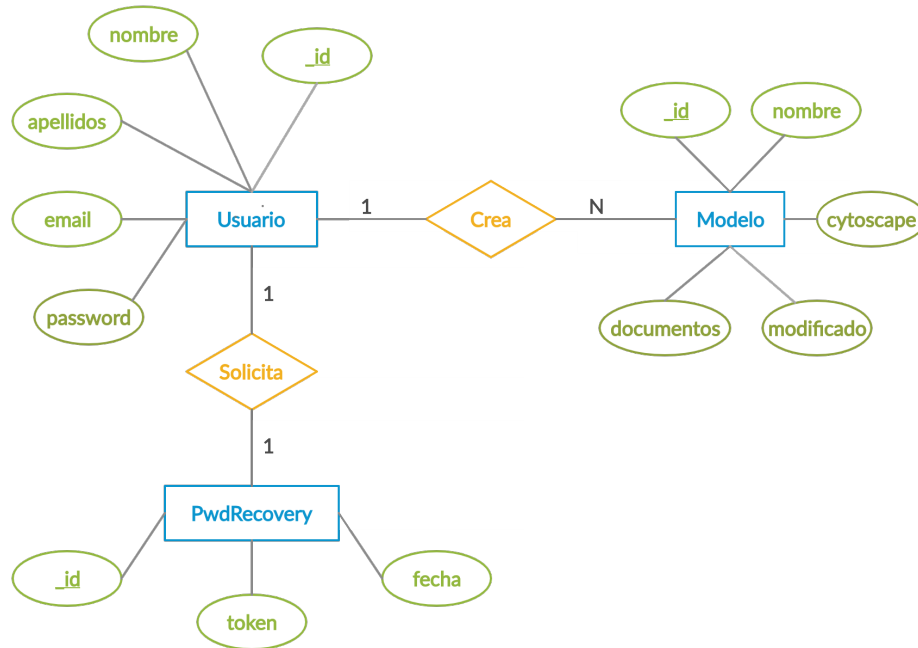 nombre
_id
apellidos
_id
nombre
email
Usuario
1
Crea
N
Modelo
cytoscape
password
1
documentos
modificado
Solicita
1
PwdRecovery
_id
token
fecha